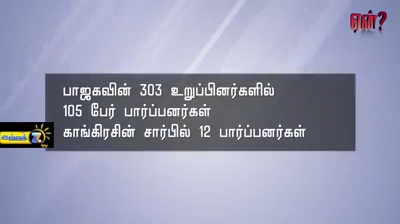 ஏன்?
பாஜகவின் 303 உறுப்பினர்களில்
105 பேர் பார்ப்பனர்கள்
காங்கிரசின் சார்பில் 12 பார்ப்பனர்கள்